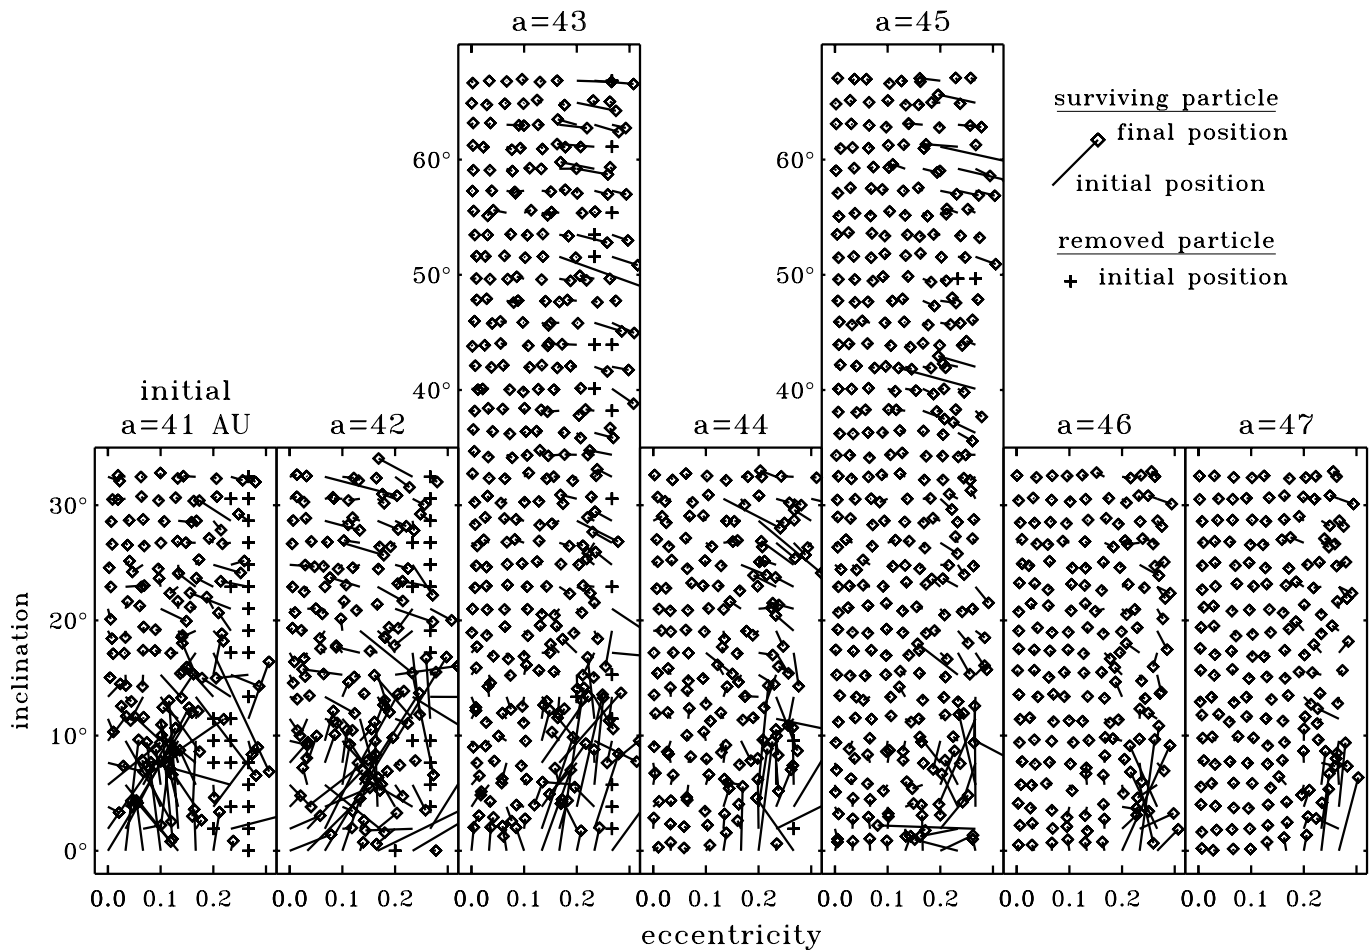 a=43
a=45
surviving particle
final position
initial position
removed particle
initial position
60°
60°
50°
50°
40°
40°
initial
a=41 AU
a=42
a=44
a=46
a=47
30°
20°
10°
0°
inclination
0.0 0.1 0.2 0.0 0.1 0.2 0.0 0.1 0.2 0.0 0.1 0.2 0.0 0.1 0.2 0.0 0.1 0.2 0.0 0.1 0.2
eccentricity